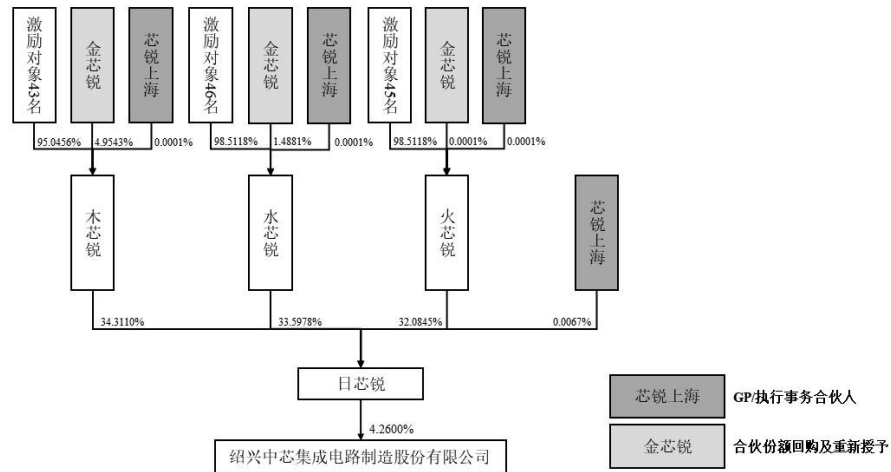 激励对象43名
金芯锐
芯锐上海
激励对象46名
金芯锐
芯锐上海
激励对象45名
金芯锐
芯锐上海
95.0456%
4.9543%
0.0001%
98.5118%
1.4881%
0.0001%
98.5118%
0.0001%
0.0001%
木芯锐
水芯锐
火芯锐
芯锐上海
34.3110%
33.5978%
32.0845%
0.0067%
日芯锐
4.2600%
绍兴中芯集成电路制造股份有限公司
芯锐上海
GP/执行事务合伙人
金芯锐
合伙份额回购及重新授予